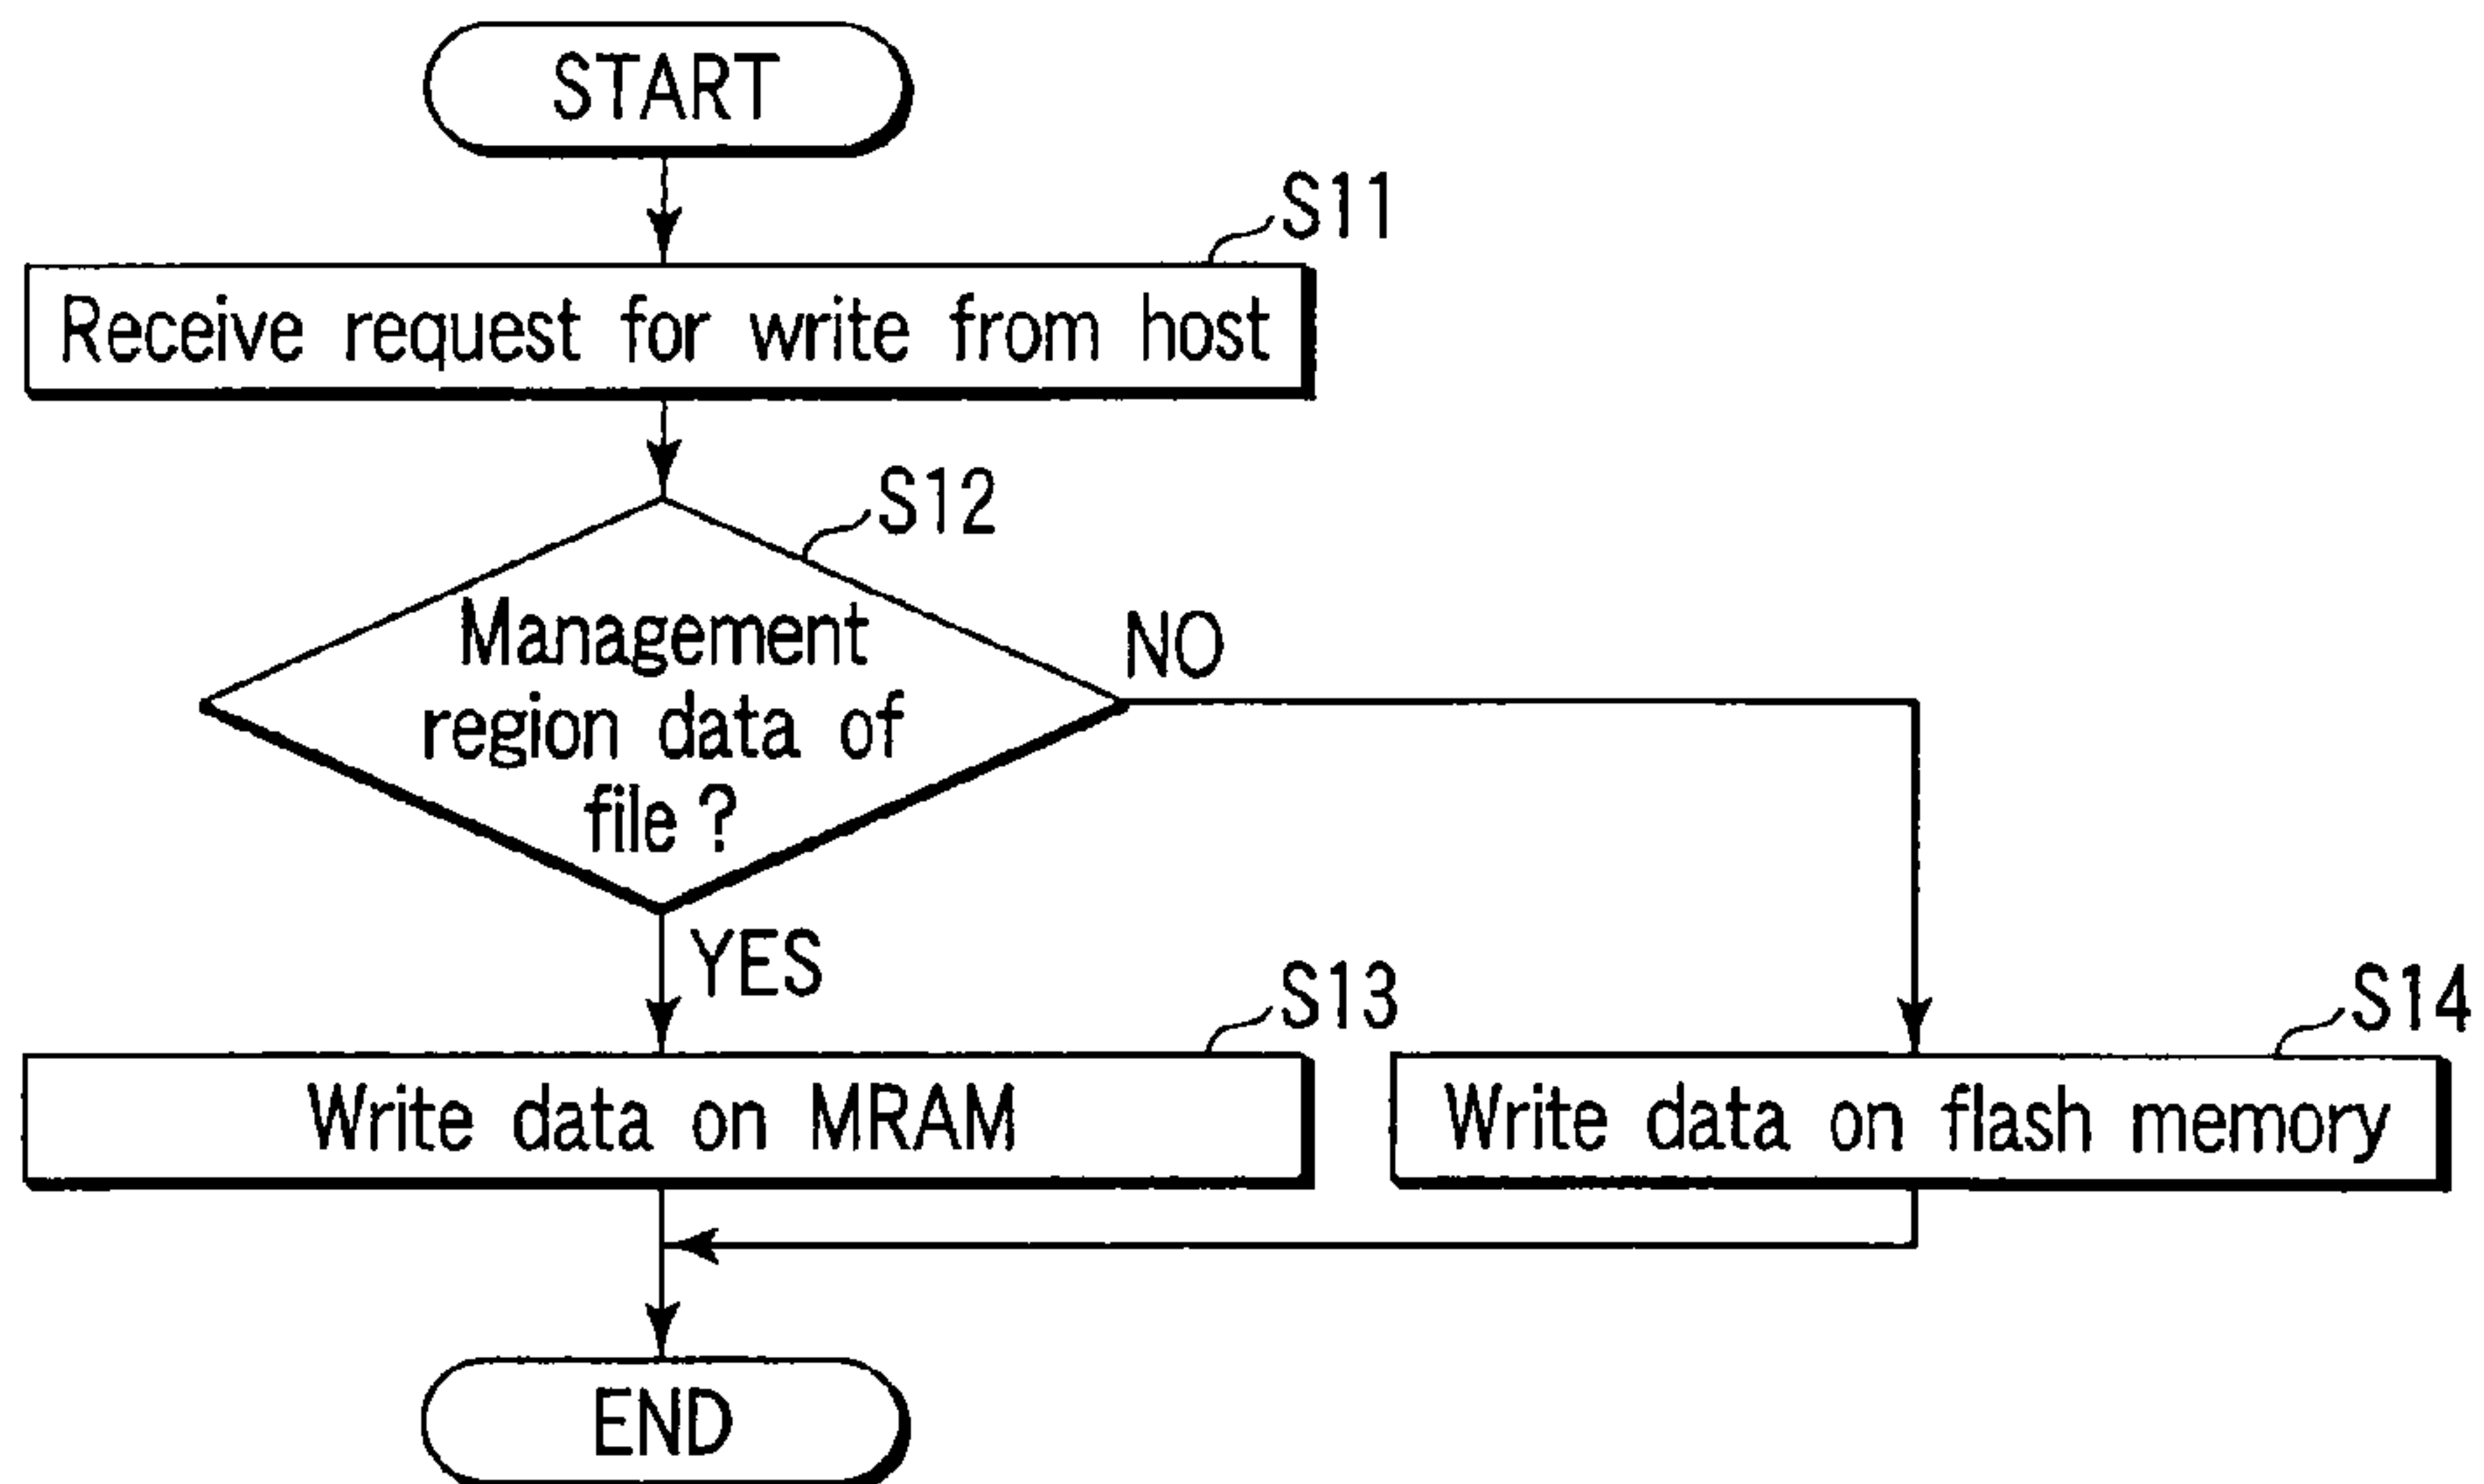 START
S11
Receive request for write from host
S12
Management
region data of
file ?
NO
YES
S13
Write data on MRAM
S14
Write data on flash memory
END